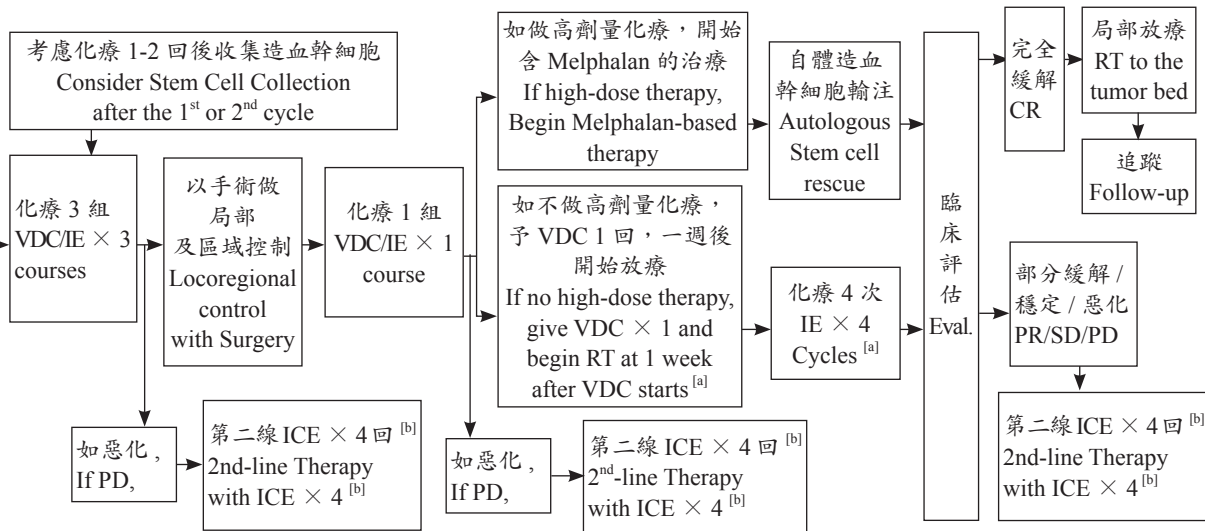 考慮化療 1-2 回後收集造血幹細胞
Consider Stem Cell Collection
after the 1st or 2nd cycle
化療 3 組
VDC/IE × 3
courses
以手術做
局部
及區域控制
Locoregional
control
with Surgery
化療 1 組
VDC/IE × 1
course
如做高劑量化療，開始
含 Melphalan 的治療
If high-dose therapy,
Begin Melphalan-based
therapy
自體造血
幹細胞輸注
Autologous
Stem cell
rescue
如不做高劑量化療，
予 VDC 1 回，一週後
開始放療
If no high-dose therapy,
give VDC × 1 and
begin RT at 1 week
after VDC starts [a]
化療 4 次
IE × 4
Cycles [a]
臨
床
評
估
Eval.
完全
緩解
CR
局部放療
RT to the
tumor bed
追蹤
Follow-up
部分緩解 /
穩定 / 惡化
PR/SD/PD
如惡化 ,
If PD,
第二線 ICE × 4 回 [b]
2nd-line Therapy
with ICE × 4 [b]
如惡化 ,
If PD,
第二線 ICE × 4 回 [b]
2nd-line Therapy
with ICE × 4 [b]
第二線 ICE × 4 回 [b]
2nd-line Therapy
with ICE × 4 [b]